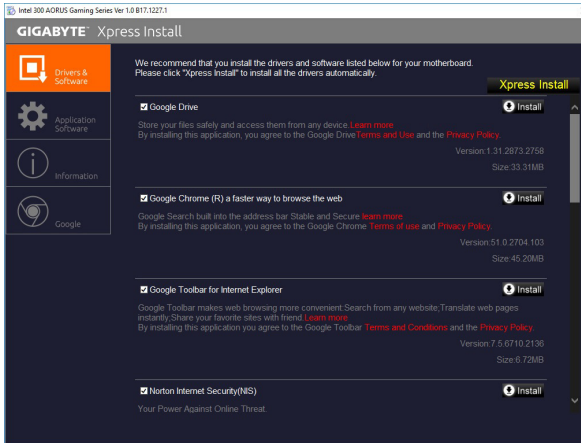 Intel 300 AORUS Gaming Series Ver 1.0 B17.1227.1
GIGABYTE™ Xpress Install
Drivers &
Software
Application
Software
Information
Google
We recommend that you install the drivers and software listed below for your motherboard.
Please click "Xpress Install" to install all the drivers automatically.
Xpress Install
Google Drive
Install
Store your files safely and access them from any device.Learn more
By installing this application, you agree to the Google DriveTerms and Use and the Privacy Policy.
Version:1.31.2873.2758
Size:33.31MB
Google Chrome (R) a faster way to browse the web
Install
Google Search built into the address bar Stable and Secure learn more
By installing this application, you agree to the Google Chrome Terms of use and Privacy Policy.
Version:51.0.2704.103
Size:45.20MB
Google Toolbar for Internet Explorer
Install
Google Toolbar makes web browsing more convenient:Search from any website;Translate web pages
instantly;Share your favorite sites with friend.Learn more
By installing this application you agree to the Google Toolbar Terms and Conditions and the Privacy Policy.
Version:7.5.6710.2136
Size:6.72MB
Norton Internet Security(NIS)
Install
Your Power Against Online Threat.